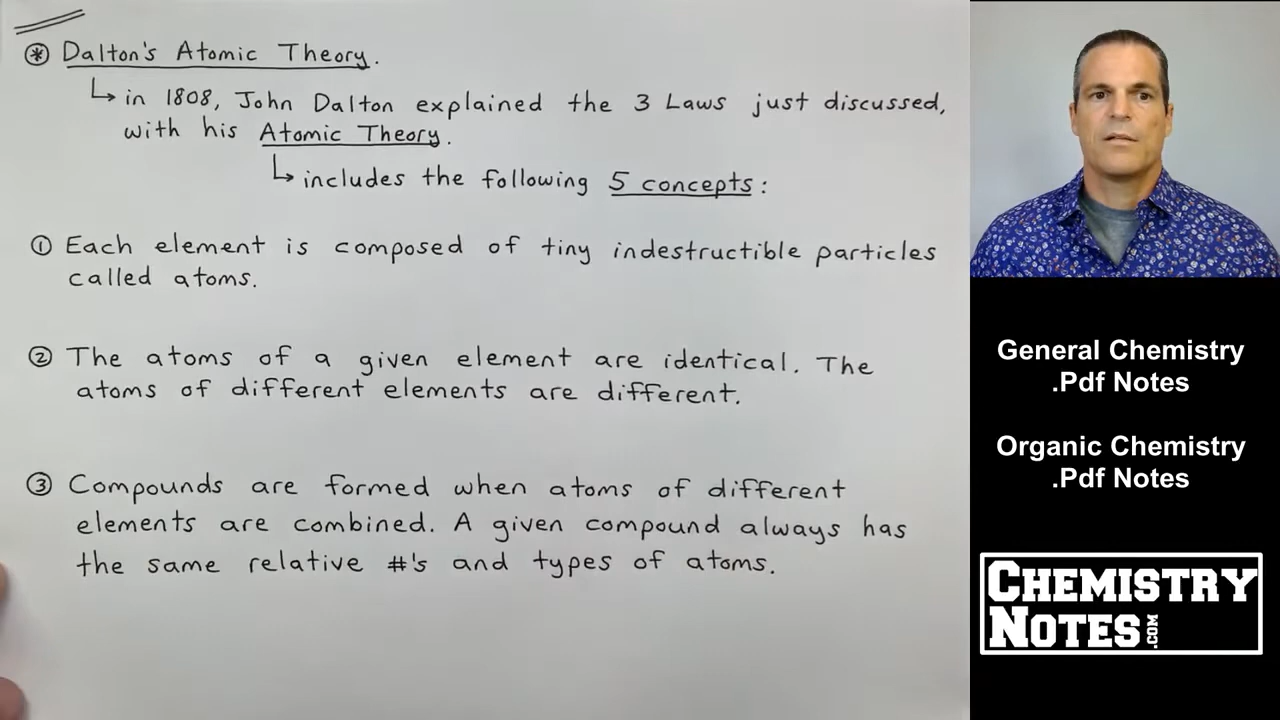 ⊛ Dalton's Atomic Theory.
↳ in 1808, John Dalton explained the 3 Laws just discussed,
with his Atomic Theory.
↳ includes the following 5 concepts:
① Each element is composed of tiny indestructible particles
called atoms.
② The atoms of a given element are identical. The
atoms of different elements are different.
③ Compounds are formed when atoms of different
elements are combined. A given compound always has
the same relative #'s and types of atoms.
General Chemistry
.Pdf Notes
Organic Chemistry
.Pdf Notes
CHEMISTRY
NOTES.COM